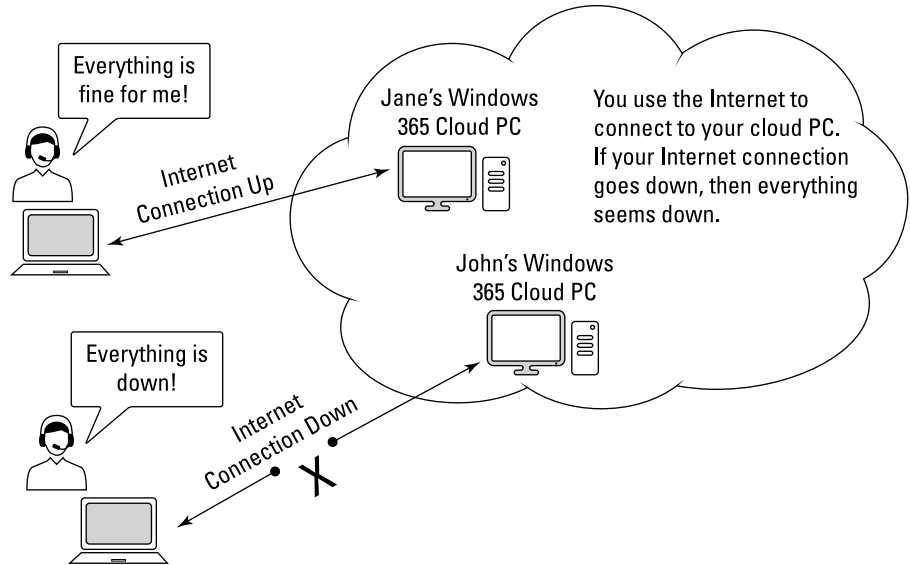 Everything is
fine for me!
Jane's Windows
365 Cloud PC
You use the Internet to
connect to your cloud PC.
If your Internet connection
goes down, then everything
seems down.
Internet
Connection Up
John's Windows
365 Cloud PC
Everything is
down!
Internet
Connection Down
X